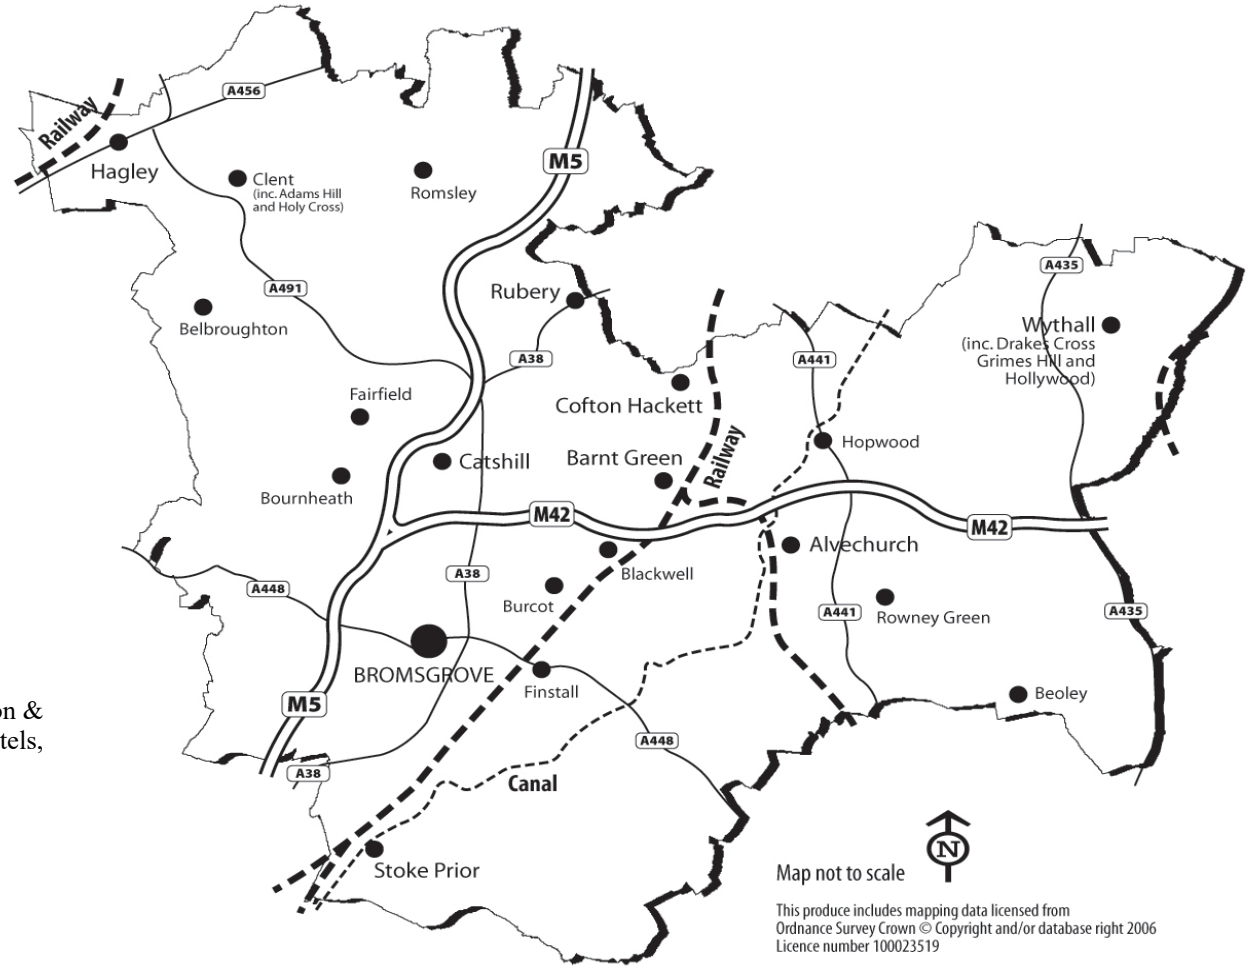 A456
Railway
Hagley
M5
Clent
(inc. Adams Hill
and Holy Cross)
Romsley
A435
A491
Rubery
Belbroughton
Wythall
(inc. Drakes Cross
Grimes Hill and
Hollywood)
A38
A441
Fairfield
Cofton Hackett
Railway
Hopwood
Catshill
Barnt Green
Bournheath
M42
M42
Alvechurch
A38
Blackwell
A448
Burcot
Rowney Green
A441
A435
BROMSGROVE
Finstall
Beoley
M5
on &
tels,
A448
A38
Canal
Stoke Prior
N
Map not to scale
This produce includes mapping data licensed from
Ordnance Survey Crown © Copyright and/or database right 2006
Licence number 100023519